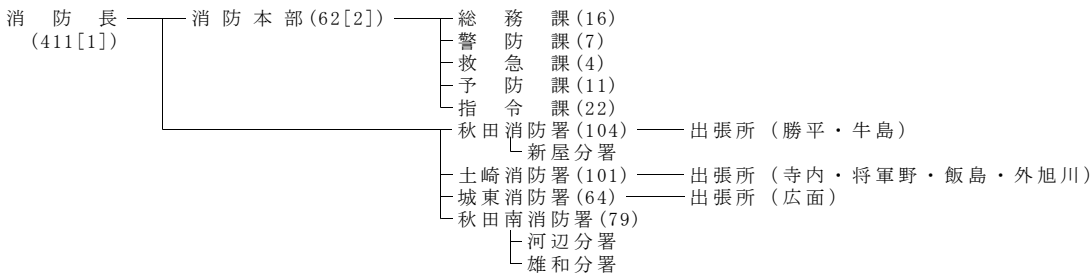 消防長 消防本部(62[2]) 総務課(16)
(411[1]) 警防課(7)
救急課(4)
予防課(11)
指令課(22)
秋田消防署(104) 出張所(勝平・牛島)
新屋分署
土崎消防署(101) 出張所(寺内・将軍野・飯島・外旭川)
城東消防署(64) 出張所(広面)
秋田南消防署(79)
河辺分署
雄和分署